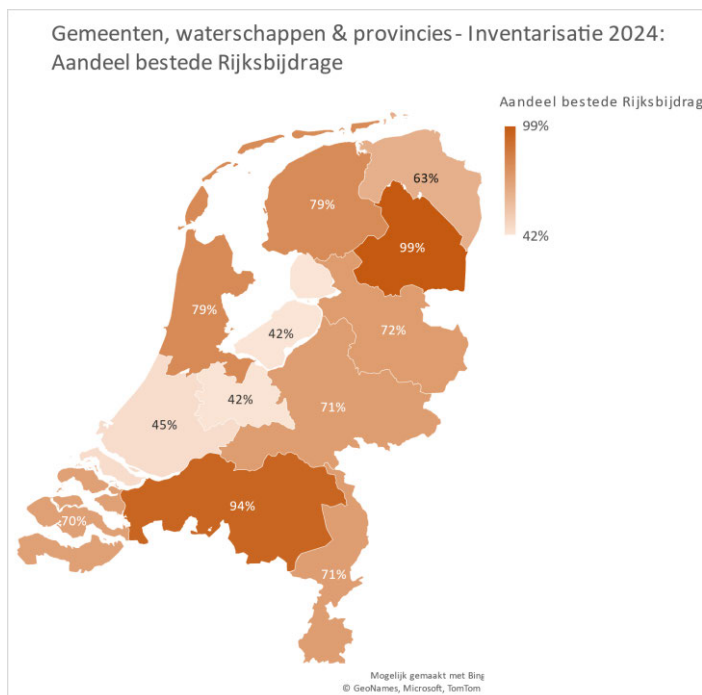 Gemeenten, waterschappen & provincies- Inventarisatie 2024:
Aandeel bestede Rijksbijdrage
Aandeel bestede Rijksbijdrag
99%
42%
63%
79%
99%
79%
42%
72%
42%
71%
45%
94%
70%
71%
Mogelijk gemaakt met Bing
© GeoNames, Microsoft, TomTom